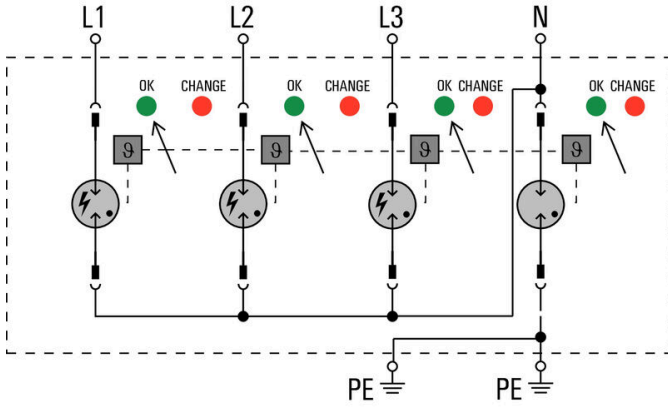 L1 L2 L3 N
OK CHANGE OK CHANGE OK CHANGE OK CHANGE
ϑ ϑ ϑ ϑ
PE PE